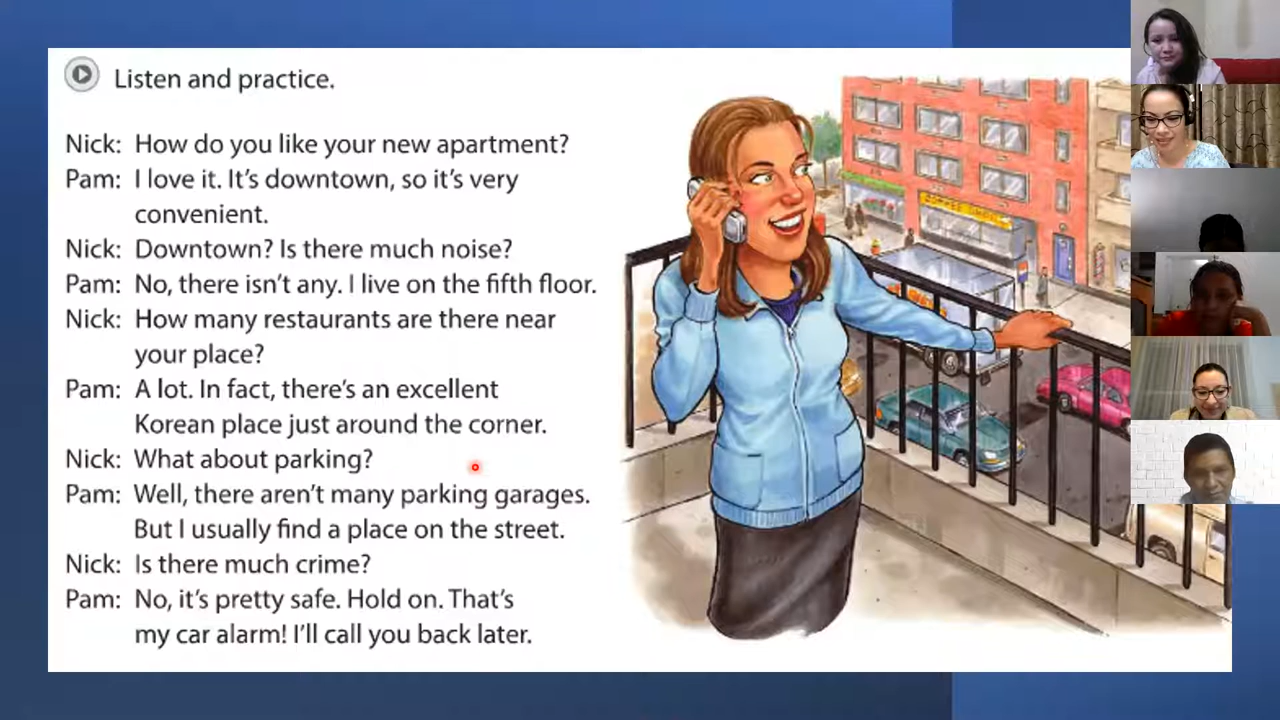 Listen and practice.
Nick: How do you like your new apartment?
Pam: I love it. It's downtown, so it's very
convenient.
Nick: Downtown? Is there much noise?
Pam: No, there isn't any. I live on the fifth floor.
Nick: How many restaurants are there near
your place?
Pam: A lot. In fact, there's an excellent
Korean place just around the corner.
Nick: What about parking?
Pam: Well, there aren't many parking garages.
But I usually find a place on the street.
Nick: Is there much crime?
Pam: No, it's pretty safe. Hold on. That's
my car alarm! I'll call you back later.
COFFEE SHOP